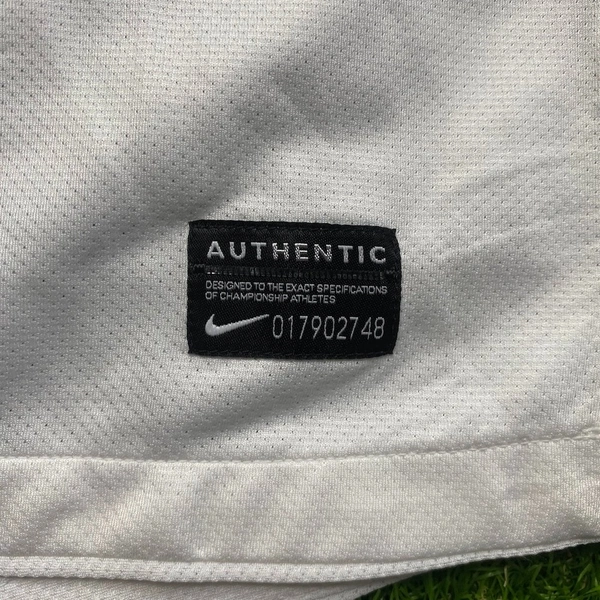 AUTHENTIC
DESIGNED TO THE EXACT SPECIFICATIONS
OF CHAMPIONSHIP ATHLETES
017902748